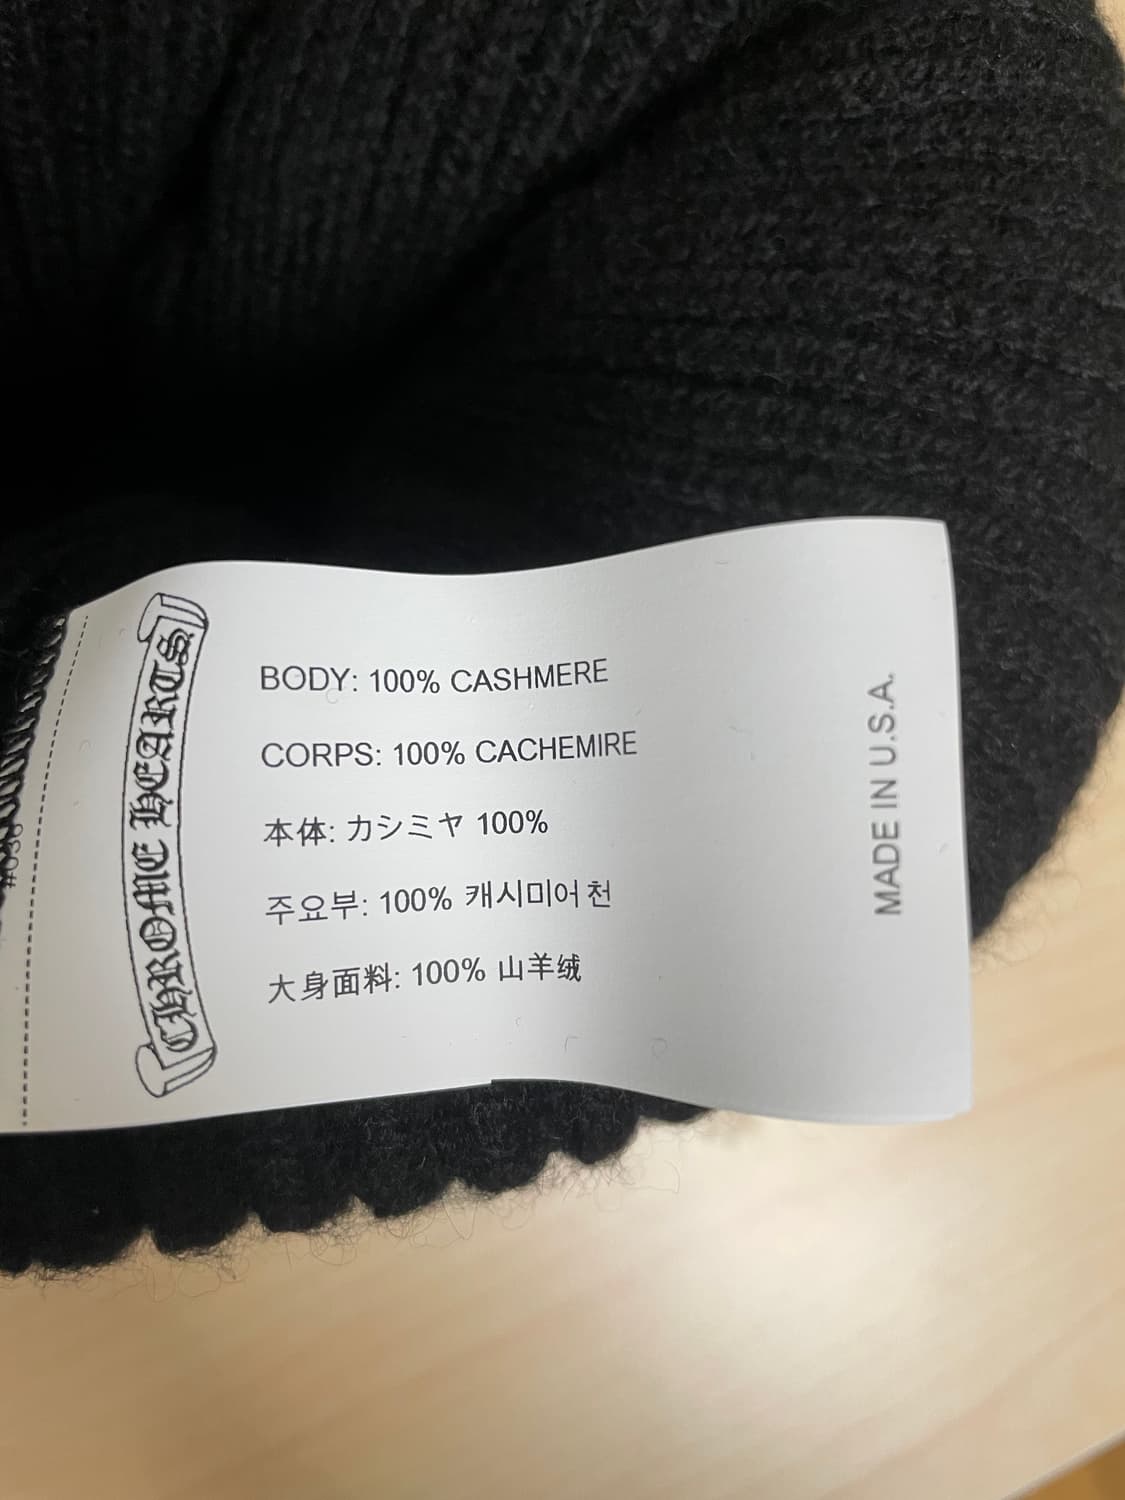 CHROME HEARTS
BODY: 100% CASHMERE
CORPS: 100% CACHEMIRE
本体: カシミヤ 100%
주요부: 100% 캐시미어 천
大身面料: 100% 山羊绒
MADE IN U.S.A.